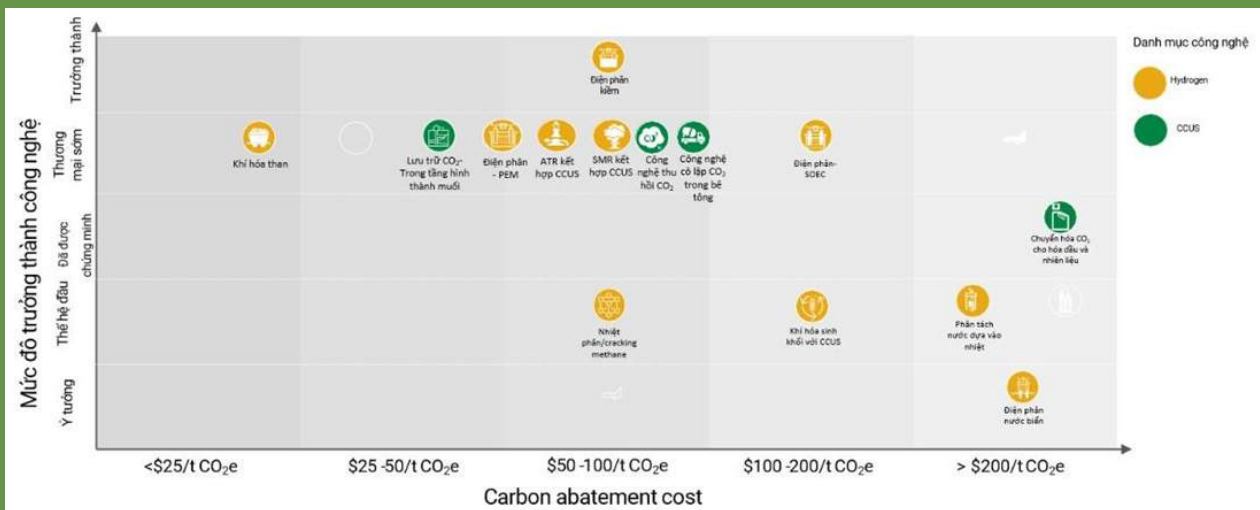 Danh mục công nghệ
Hydrogen
CCUS
Mức độ trưởng thành công nghệ
Trưởng thành
Điện phân
kiềm
Thương
mại sớm
Khí hóa than
Lưu trữ CO₂-
Trong tầng hình
thành muối
Điện phân
- PEM
ATR kết
hợp CCUS
SMR kết
hợp CCUS
Công
nghệ thu
hồi CO₂
Công nghệ
cô lập CO₂
trong bê
tông
Điện phân-
SOEC
Đã được
chứng minh
Chuyển hóa CO₂
cho hóa dầu và
nhiên liệu
Thế hệ đầu
Nhiệt
phân/cracking
methane
Khí hóa sinh
khối với CCUS
Phân tách
nước dựa vào
nhiệt
Ý tưởng
Điện phân
nước biển
<$25/t CO₂e
$25 -50/t CO₂e
$50 -100/t CO₂e
$100 -200/t CO₂e
> $200/t CO₂e
Carbon abatement cost